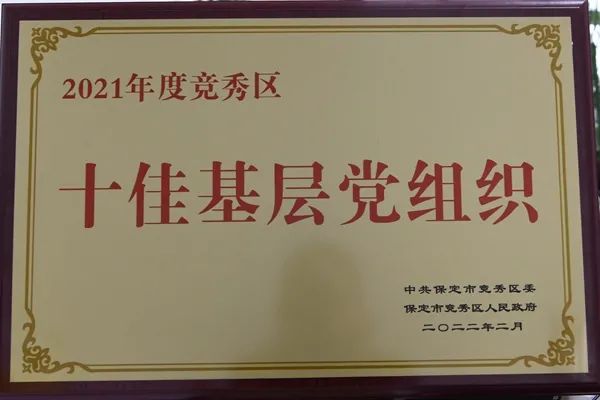 2021年度竞秀区
十佳基层党组织
中共保定市竞秀区委
保定市竞秀区人民政府
二〇二二年二月